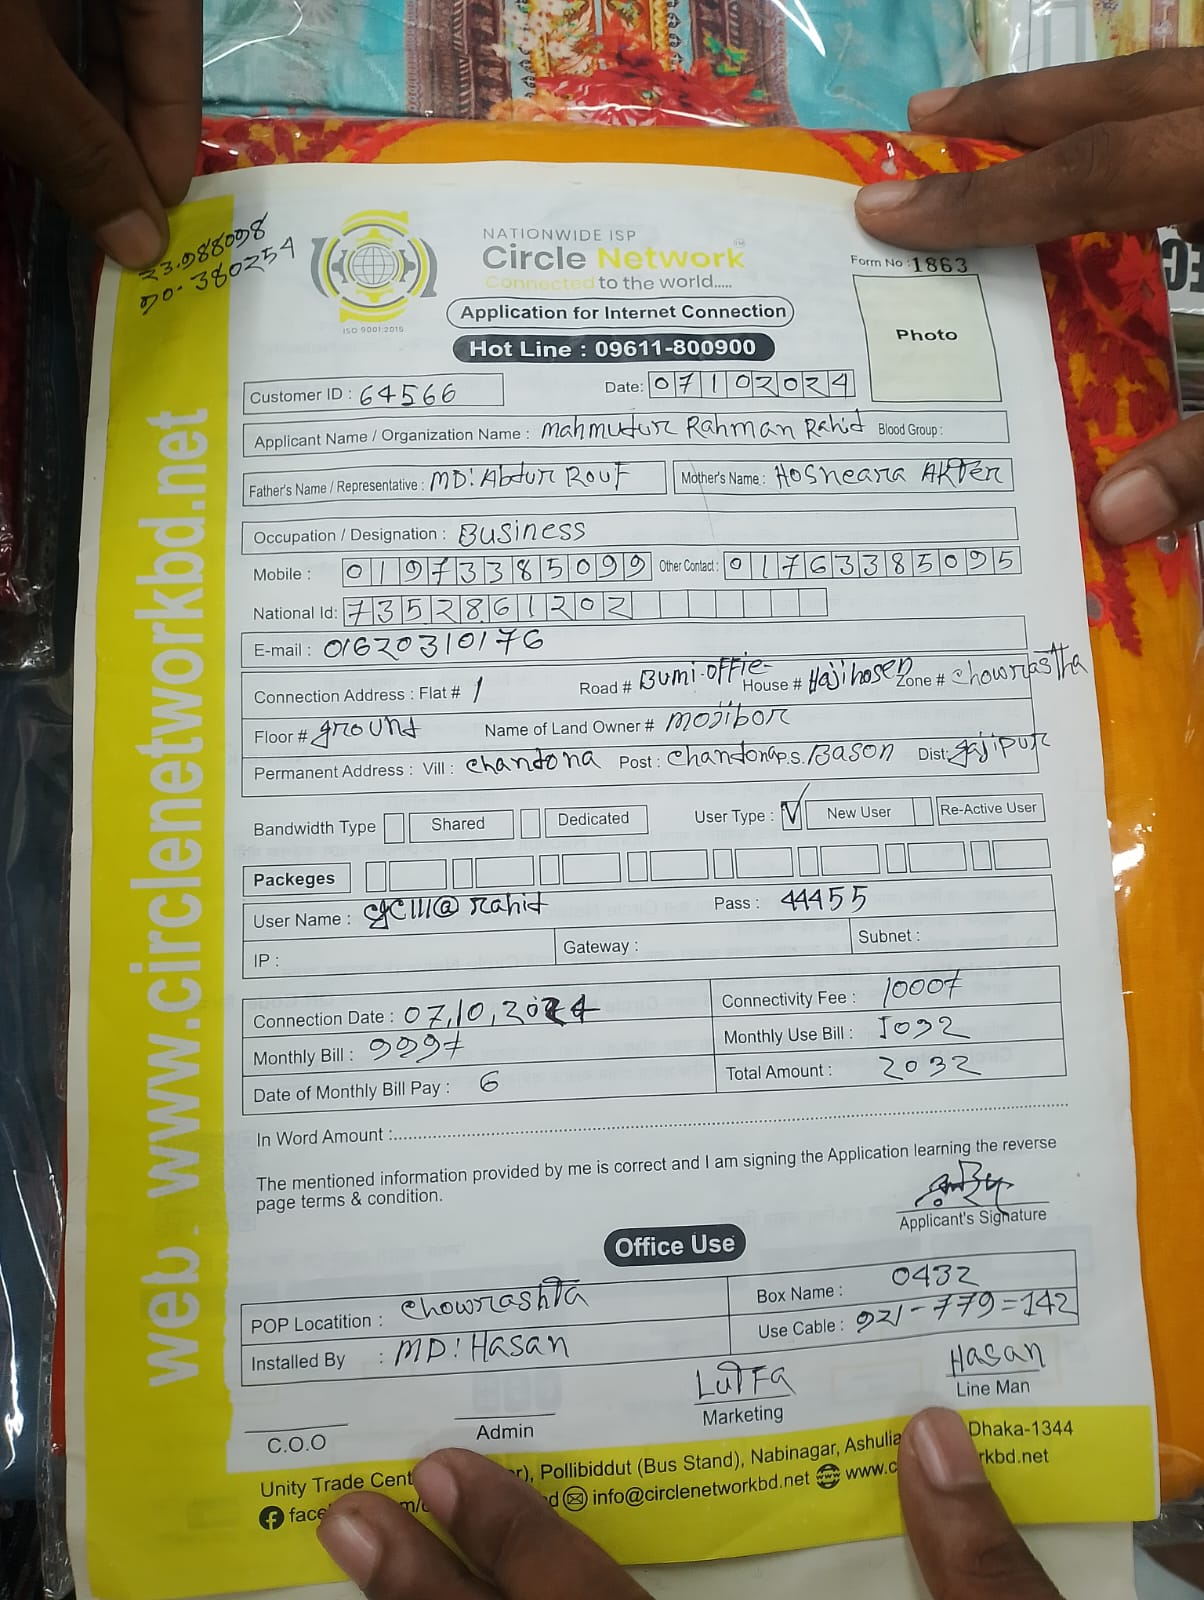 23.988098
90.380254
NATIONWIDE ISP
Circle Network™
Connected to the world.....
ISO 9001:2015
Form No : 1863
Application for Internet Connection
Photo
Hot Line : 09611-800900
Customer ID : 64566 Date: 07102024
Applicant Name / Organization Name : Mahmudur Rahman Rahid Blood Group :
Father's Name / Representative : MD: Abdur Rouf Mother's Name : Hosneara Akter
Occupation / Designation : Business
Mobile : 01973385099 Other Contact : 01763385095
National Id: 7352861202
E-mail : 01620310176
Connection Address : Flat # 1 Road # Bumi-offie- House # Hajihosen Zone # chowrastha
Floor # ground Name of Land Owner # mojibor
Permanent Address : Vill : chandona Post : chandona P.S. Bason Dist: gajipur
Bandwidth Type Shared Dedicated User Type : New User Re-Active User
Packeges
User Name : Pass : 44455
IP : Gateway : Subnet :
Connection Date : 07,10,2024 Connectivity Fee :
Monthly Bill : Monthly Use Bill :
Date of Monthly Bill Pay : 6 Total Amount : 2032
In Word Amount :
The mentioned information provided by me is correct and I am signing the Application learning the reverse
page terms & condition.
Applicant's Signature
Office Use
POP Locatition : chowrashta Box Name : 0432
Installed By : MD: Hasan Use Cable : 921-779=142
Lutfa Hasan
C.O.O Admin Marketing Line Man
Unity Trade Cent Pollibiddut (Bus Stand), Nabinagar, Ashulia Dhaka-1344
info@circlenetworkbd.net
web. www.circlenetworkbd.net